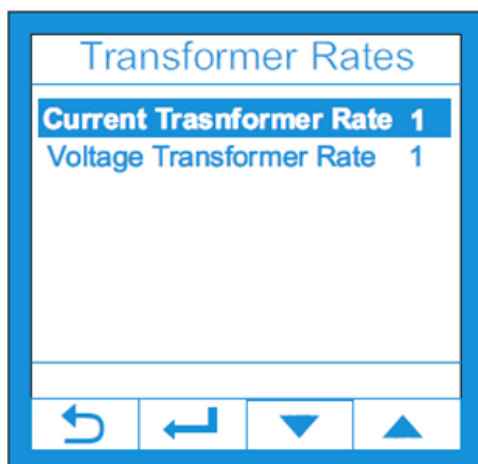 Transformer Rates
Current Trasnformer Rate 1
Voltage Transformer Rate 1